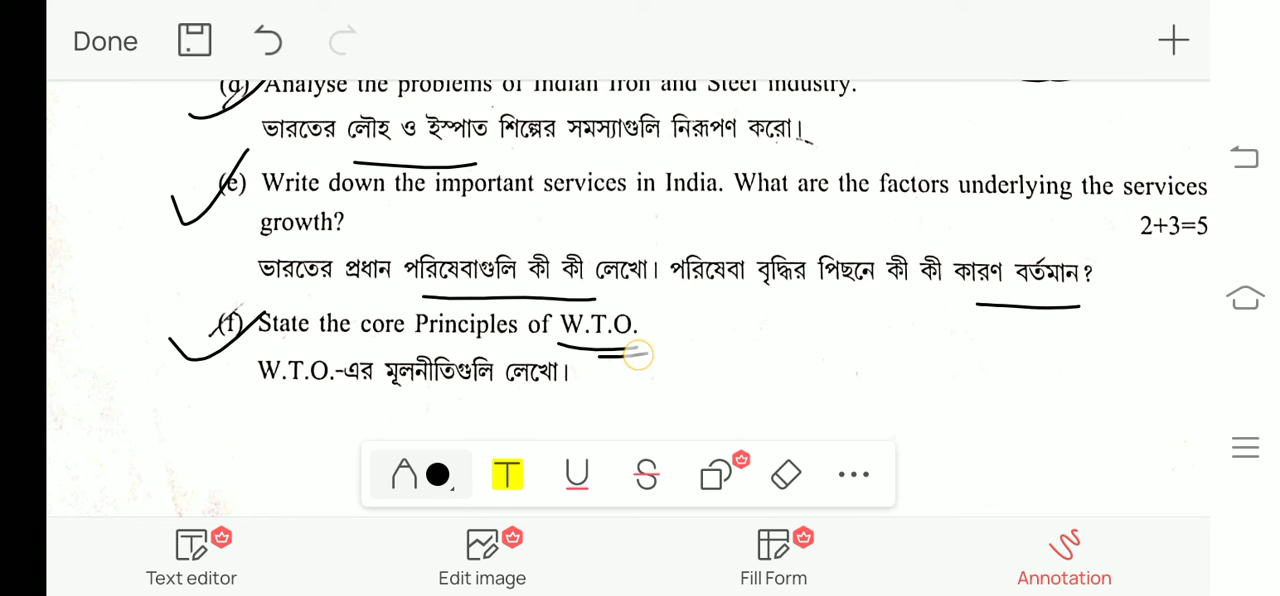 Done
(d) Analyse the problems of Indian Iron and Steel industry.
ভারতের লৌহ ও ইস্পাত শিল্পের সমস্যাগুলি নিরূপণ করো।
(e) Write down the important services in India. What are the factors underlying the services
growth? 2+3=5
ভারতের প্রধান পরিষেবাগুলি কী কী লেখো। পরিষেবা বৃদ্ধির পিছনে কী কী কারণ বর্তমান?
(f) State the core Principles of W.T.O.
W.T.O.-এর মূলনীতিগুলি লেখো।
Text editor Edit image Fill Form Annotation